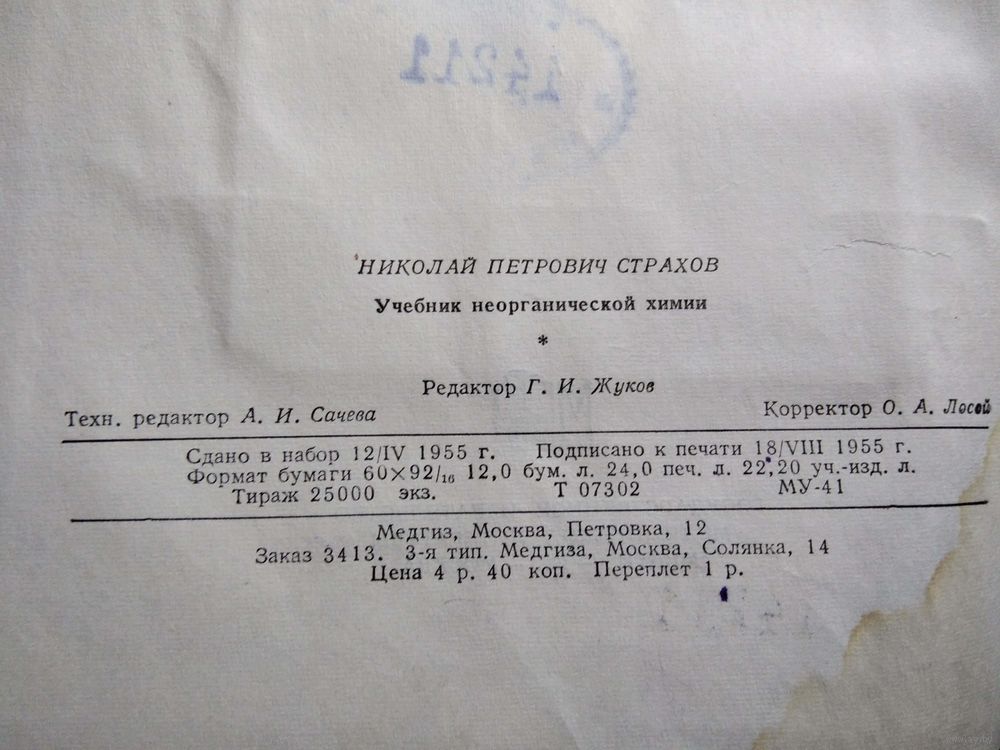 14211
НИКОЛАЙ ПЕТРОВИЧ СТРАХОВ
Учебник неорганической химии
*
Редактор Г. И. Жуков
Техн. редактор А. И. Сачева
Корректор О. А. Лосей
Сдано в набор 12/IV 1955 г. Подписано к печати 18/VIII 1955 г.
Формат бумаги 60×92/16 12,0 бум. л. 24,0 печ. л. 22,20 уч.-изд. л.
Тираж 25000 экз. Т 07302 МУ-41
Медгиз, Москва, Петровка, 12
Заказ 3413. 3-я тип. Медгиза, Москва, Солянка, 14
Цена 4 р. 40 коп. Переплет 1 р.